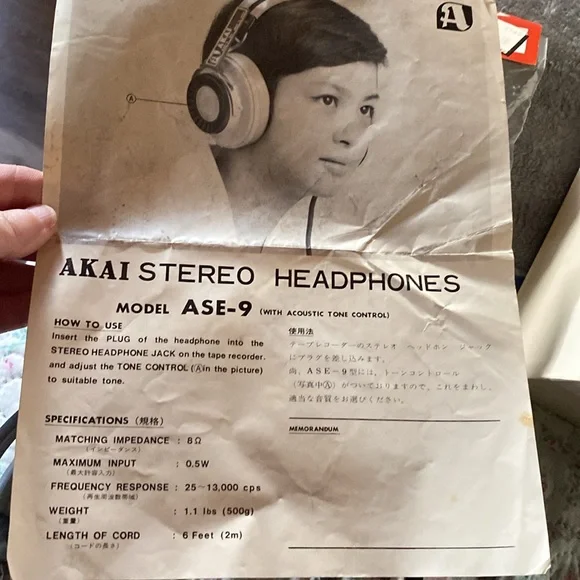 AKAI
A
Ⓐ
AKAI STEREO HEADPHONES
MODEL ASE-9 (WITH ACOUSTIC TONE CONTROL)
HOW TO USE
Insert the PLUG of the headphone into the
STEREO HEADPHONE JACK on the tape recorder.
and adjust the TONE CONTROL (Ⓐin the picture)
to suitable tone.
使用法
テープレコーダーのステレオ ヘッドホン ジャック
にプラグを差し込みます。
尚、ASE-9型には、トーンコントロール
(写真中Ⓐ)がついておりますので、これをまわし、
適当な音質をお選びください。
SPECIFICATIONS (規格)
MATCHING IMPEDANCE : 8Ω
(インピーダンス)
MAXIMUM INPUT : 0.5W
(最大許容入力)
FREQUENCY RESPONSE : 25~13,000 cps
(再生周波数帯域)
WEIGHT : 1.1 lbs (500g)
(重量)
LENGTH OF CORD : 6 Feet (2m)
(コードの長さ)
MEMORANDUM